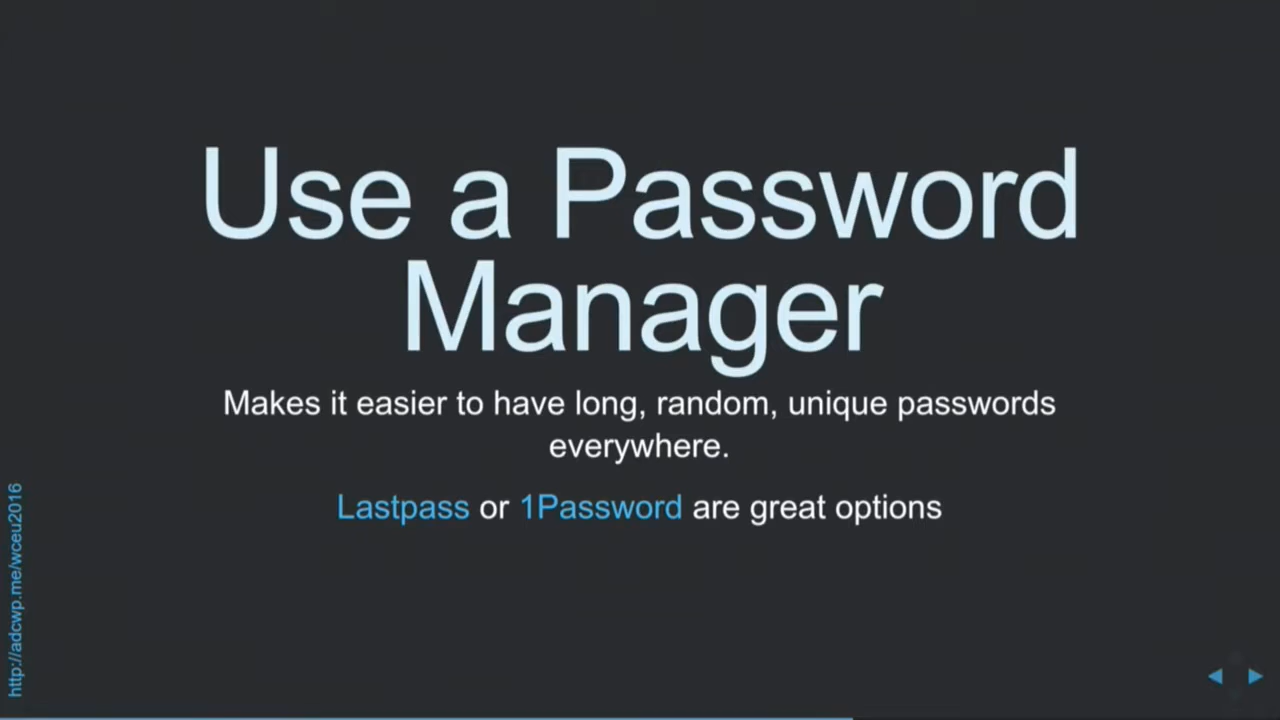 Use a Password
Manager
Makes it easier to have long, random, unique passwords
everywhere.
Lastpass or 1Password are great options
http://adcwp.me/wceu2016